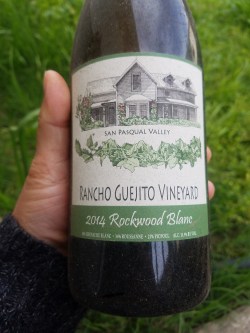 SAN PASQUAL VALLEY
RANCHO GUEJITO VINEYARD
2014 Rockwood Blanc